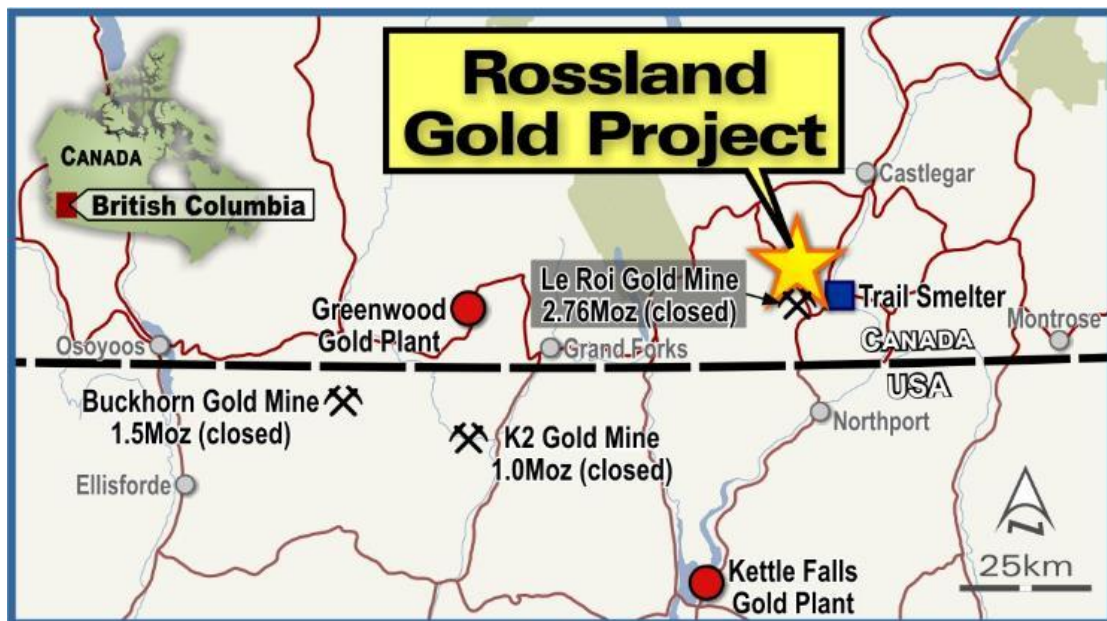 Rossland
Gold Project
CANADA
British Columbia
Castlegar
Le Roi Gold Mine
2.76Moz (closed)
Trail Smelter
Greenwood
Gold Plant
Montrose
Osoyoos
Grand Forks
CANADA
USA
Buckhorn Gold Mine
1.5Moz (closed)
K2 Gold Mine
1.0Moz (closed)
Northport
Ellisforde
Kettle Falls
Gold Plant
N
25km